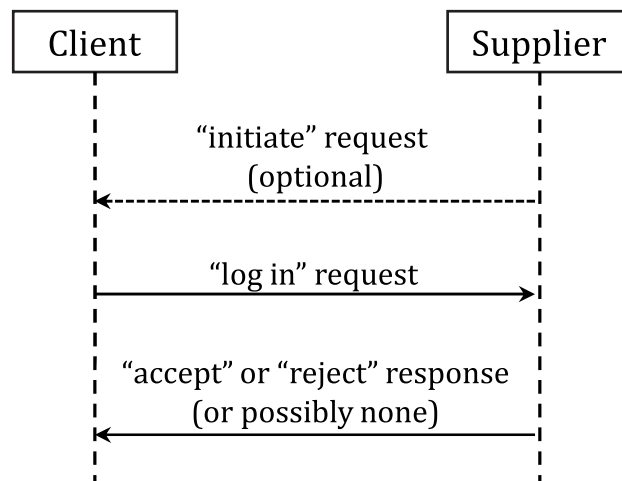 Client
Supplier
“initiate” request
(optional)
“log in” request
“accept” or “reject” response
(or possibly none)